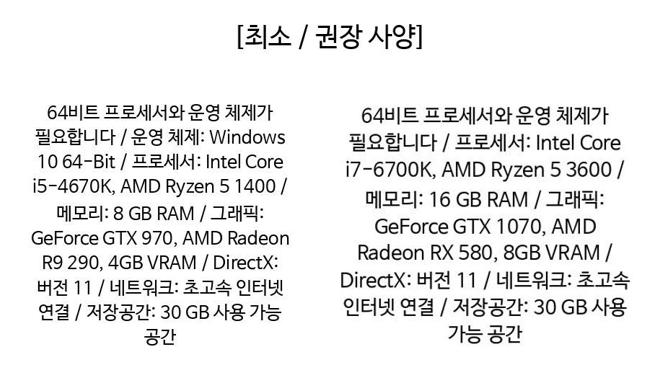 [최소 / 권장 사양]
64비트 프로세서와 운영 체제가
필요합니다 / 운영 체제: Windows
10 64-Bit / 프로세서: Intel Core
i5-4670K, AMD Ryzen 5 1400 /
메모리: 8 GB RAM / 그래픽:
GeForce GTX 970, AMD Radeon
R9 290, 4GB VRAM / DirectX:
버전 11 / 네트워크: 초고속 인터넷
연결 / 저장공간: 30 GB 사용 가능
공간
64비트 프로세서와 운영 체제가
필요합니다 / 프로세서: Intel Core
i7-6700K, AMD Ryzen 5 3600 /
메모리: 16 GB RAM / 그래픽:
GeForce GTX 1070, AMD
Radeon RX 580, 8GB VRAM /
DirectX: 버전 11 / 네트워크: 초고속
인터넷 연결 / 저장공간: 30 GB 사용
가능 공간